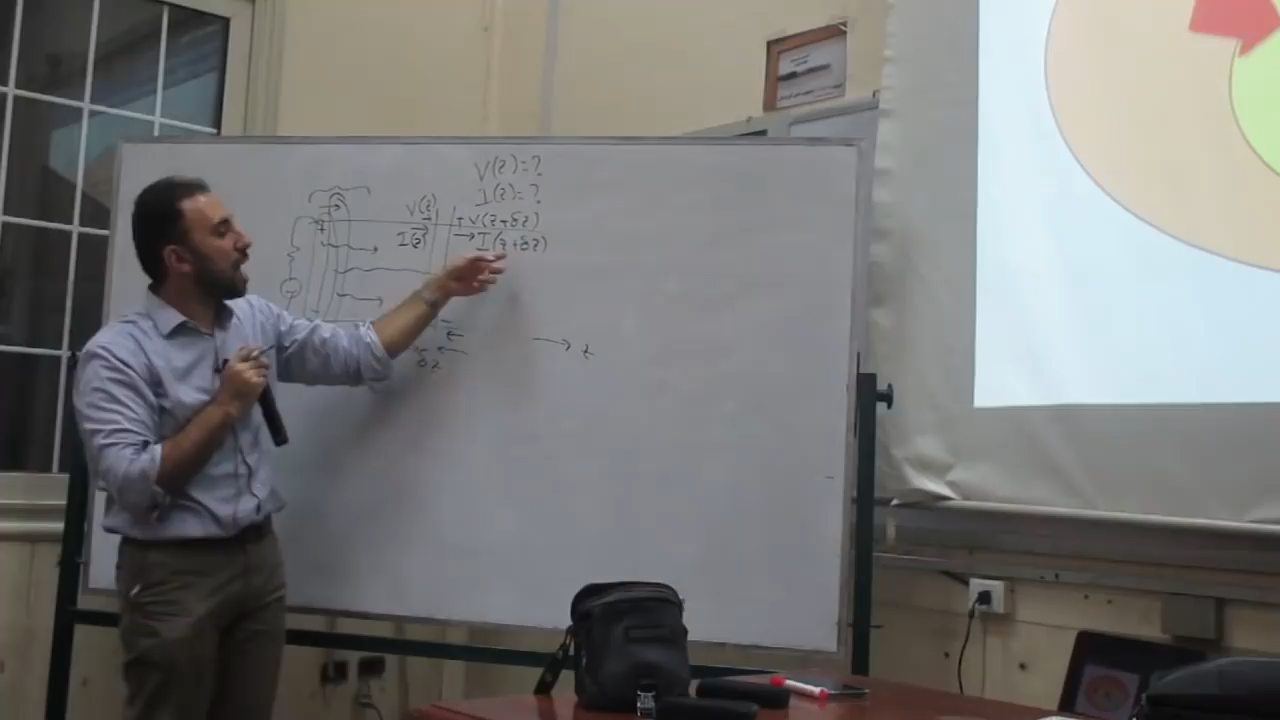 V(z)=?
I(z)=?
V(z) + V(z+δz)
I(z) → I(z+δz)
δz
z